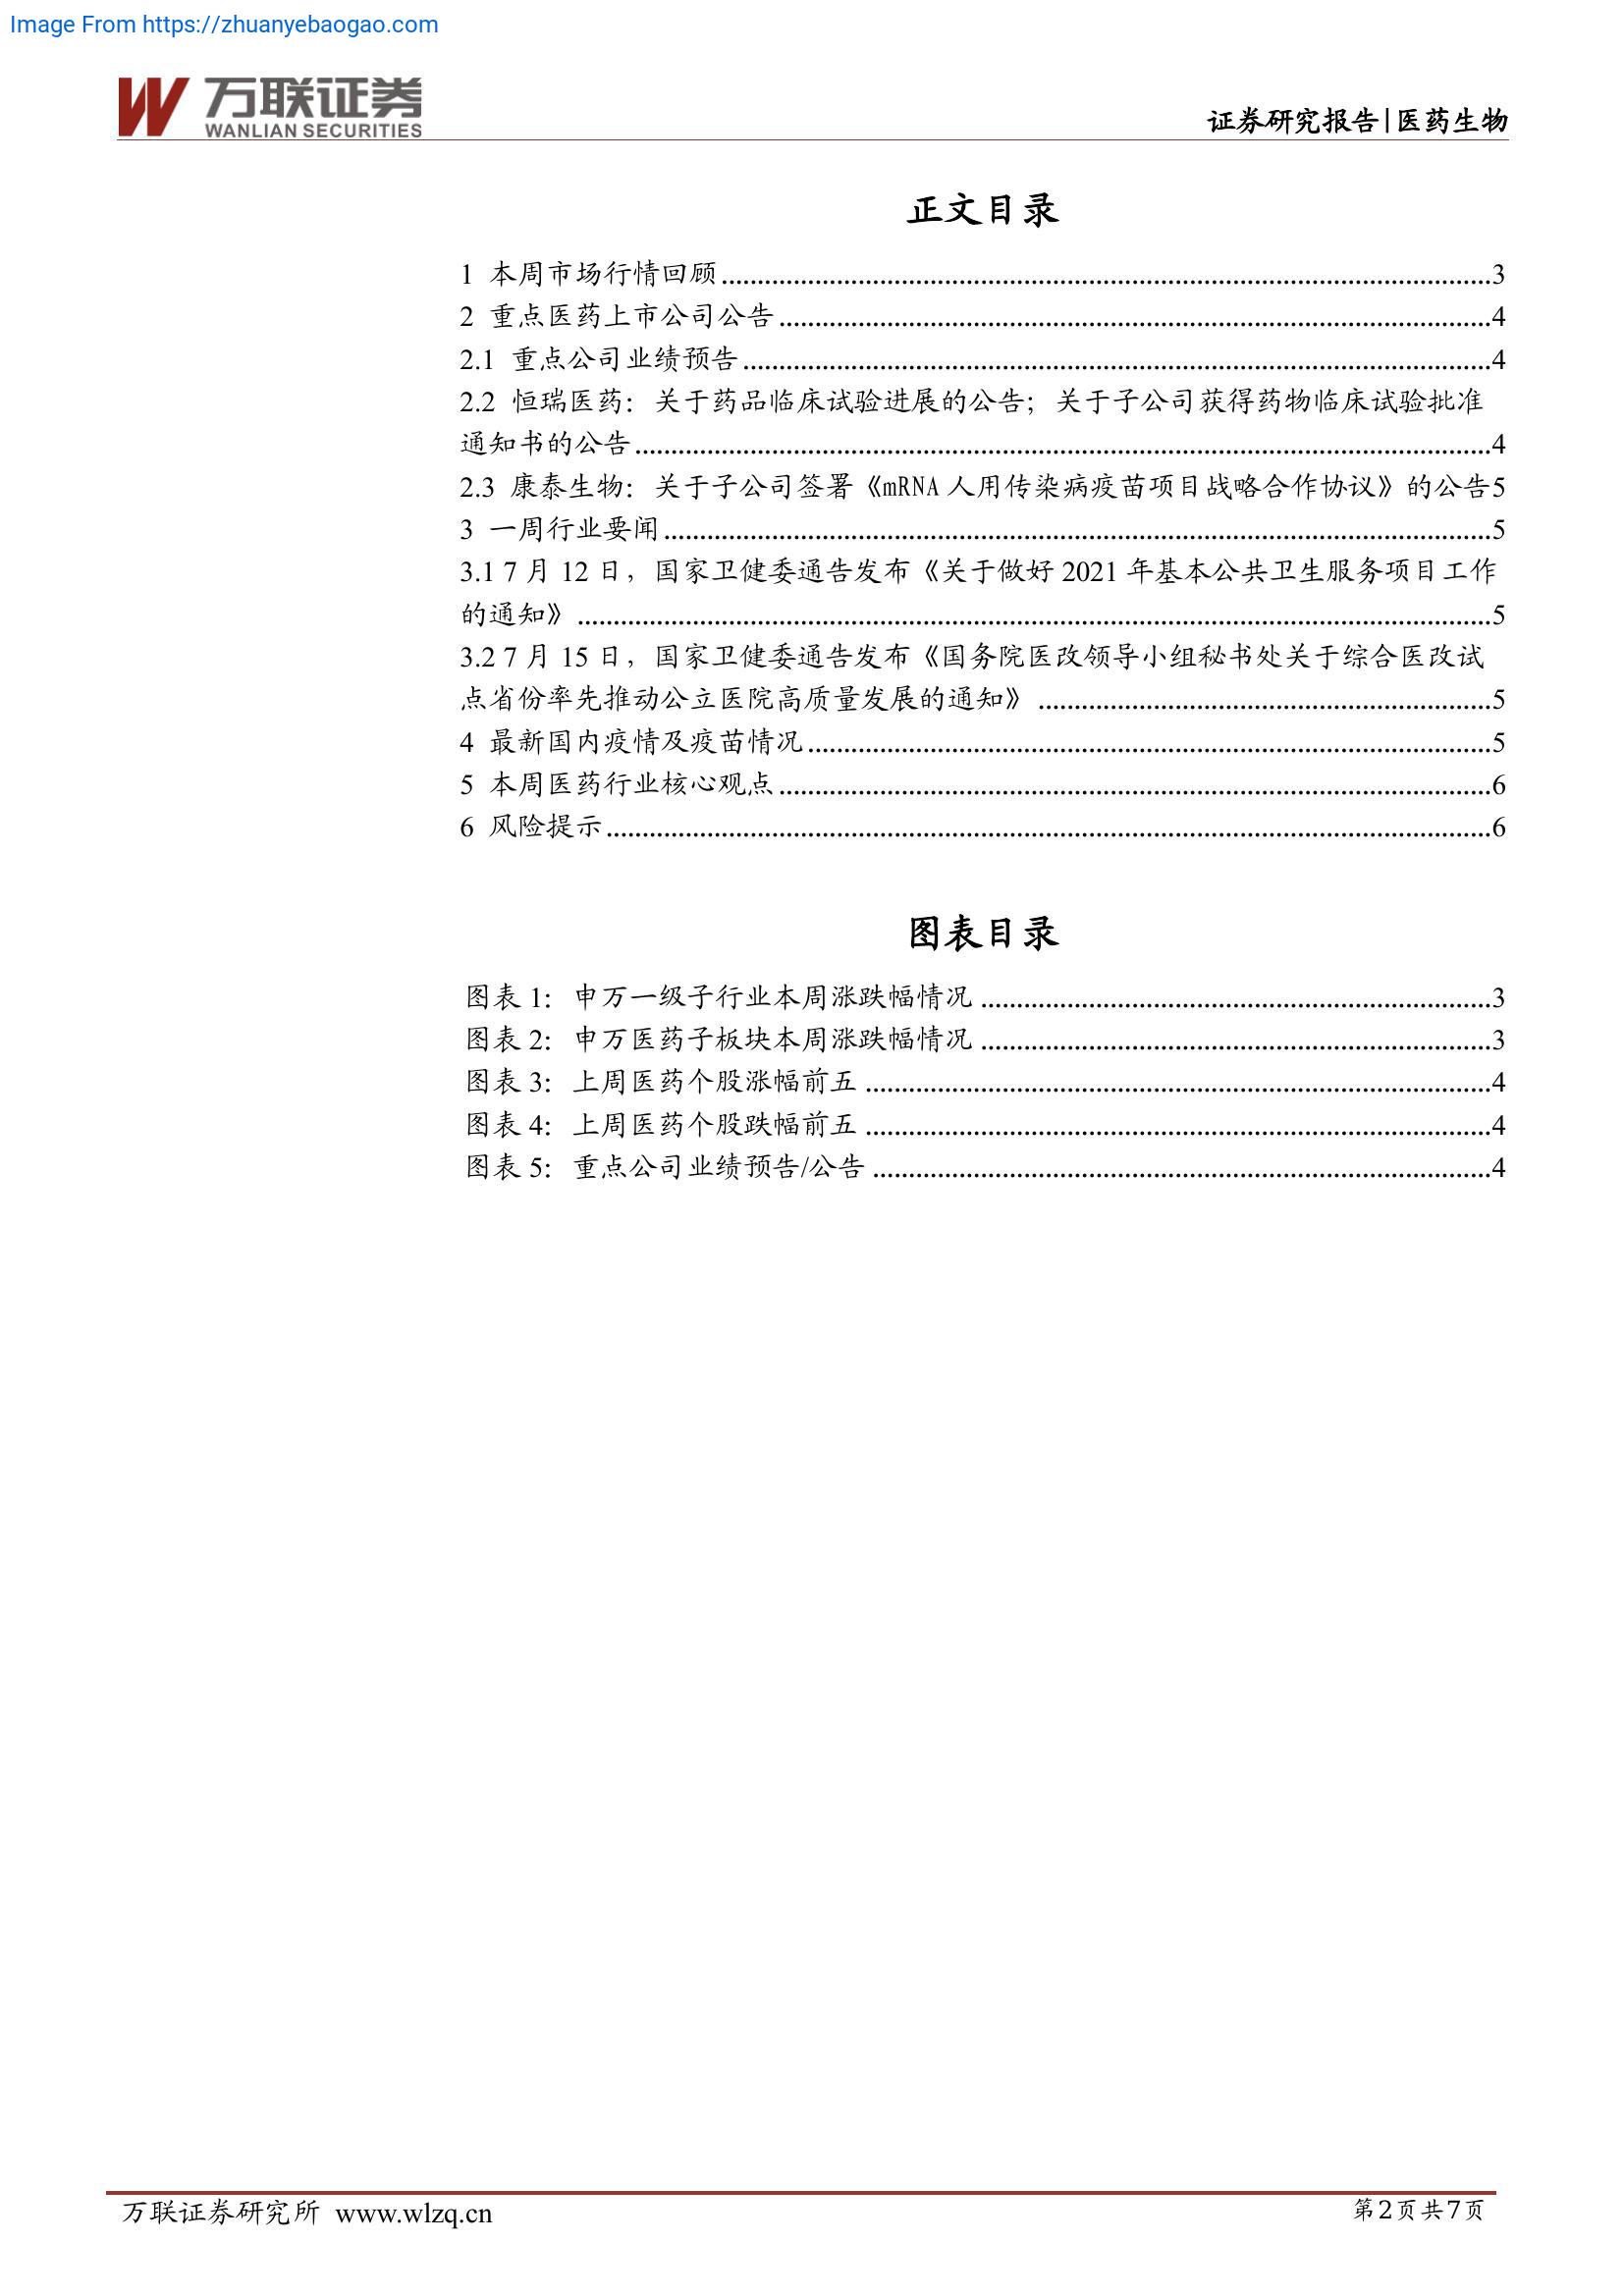 Image From https://zhuanyebaogao.com
万联证券
WANLIAN SECURITIES
证券研究报告|医药生物
正文目录
1 本周市场行情回顾....................3
2 重点医药上市公司公告....................4
2.1 重点公司业绩预告....................4
2.2 恒瑞医药：关于药品临床试验进展的公告；关于子公司获得药物临床试验批准
通知书的公告....................4
2.3 康泰生物：关于子公司签署《mRNA 人用传染病疫苗项目战略合作协议》的公告5
3 一周行业要闻....................5
3.1 7 月 12 日，国家卫健委通告发布《关于做好 2021 年基本公共卫生服务项目工作
的通知》....................5
3.2 7 月 15 日，国家卫健委通告发布《国务院医改领导小组秘书处关于综合医改试
点省份率先推动公立医院高质量发展的通知》....................5
4 最新国内疫情及疫苗情况....................5
5 本周医药行业核心观点....................6
6 风险提示....................6
图表目录
图表 1：申万一级子行业本周涨跌幅情况....................3
图表 2：申万医药子板块本周涨跌幅情况....................3
图表 3：上周医药个股涨幅前五....................4
图表 4：上周医药个股跌幅前五....................4
图表 5：重点公司业绩预告/公告....................4
万联证券研究所 www.wlzq.cn
第2页共7页